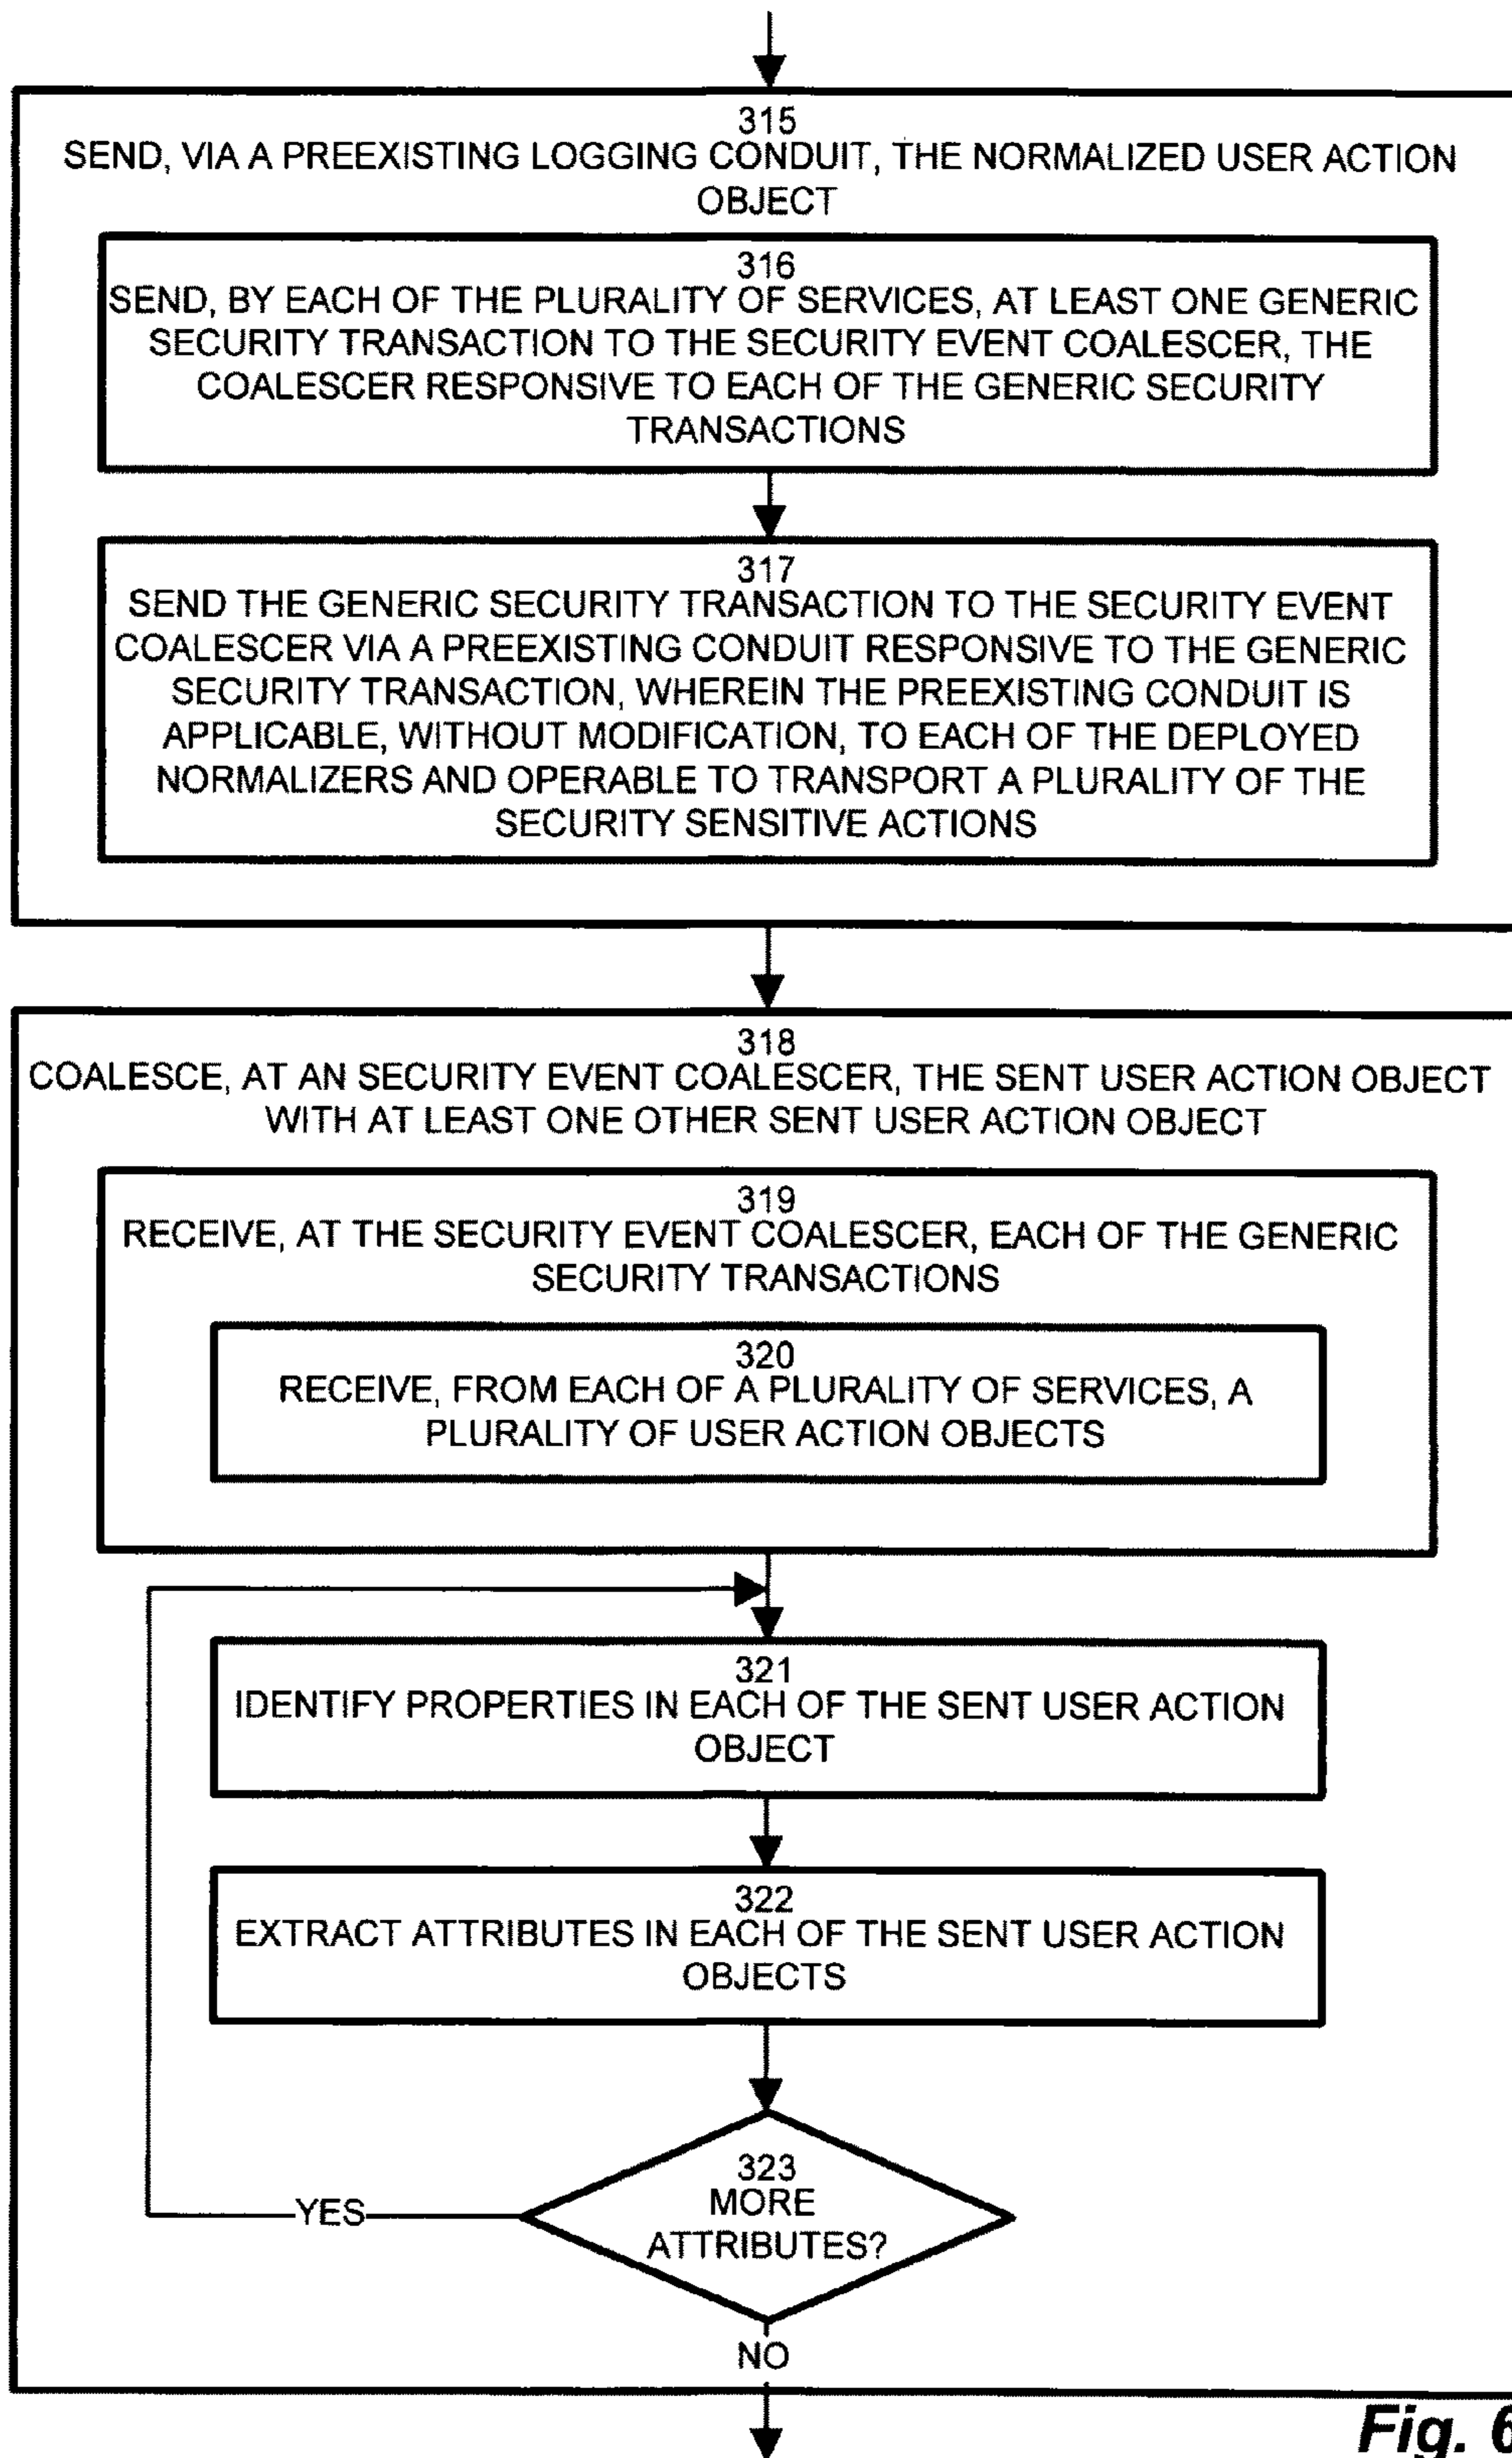 315
SEND, VIA A PREEXISTING LOGGING CONDUIT, THE NORMALIZED USER ACTION
OBJECT
316
SEND, BY EACH OF THE PLURALITY OF SERVICES, AT LEAST ONE GENERIC
SECURITY TRANSACTION TO THE SECURITY EVENT COALESCER, THE
COALESCER RESPONSIVE TO EACH OF THE GENERIC SECURITY
TRANSACTIONS
317
SEND THE GENERIC SECURITY TRANSACTION TO THE SECURITY EVENT
COALESCER VIA A PREEXISTING CONDUIT RESPONSIVE TO THE GENERIC
SECURITY TRANSACTION, WHEREIN THE PREEXISTING CONDUIT IS
APPLICABLE, WITHOUT MODIFICATION, TO EACH OF THE DEPLOYED
NORMALIZERS AND OPERABLE TO TRANSPORT A PLURALITY OF THE
SECURITY SENSITIVE ACTIONS
318
COALESCE, AT AN SECURITY EVENT COALESCER, THE SENT USER ACTION OBJECT
WITH AT LEAST ONE OTHER SENT USER ACTION OBJECT
319
RECEIVE, AT THE SECURITY EVENT COALESCER, EACH OF THE GENERIC
SECURITY TRANSACTIONS
320
RECEIVE, FROM EACH OF A PLURALITY OF SERVICES, A
PLURALITY OF USER ACTION OBJECTS
321
IDENTIFY PROPERTIES IN EACH OF THE SENT USER ACTION
OBJECT
322
EXTRACT ATTRIBUTES IN EACH OF THE SENT USER ACTION
OBJECTS
323
MORE
ATTRIBUTES?
YES
NO
Fig. 6